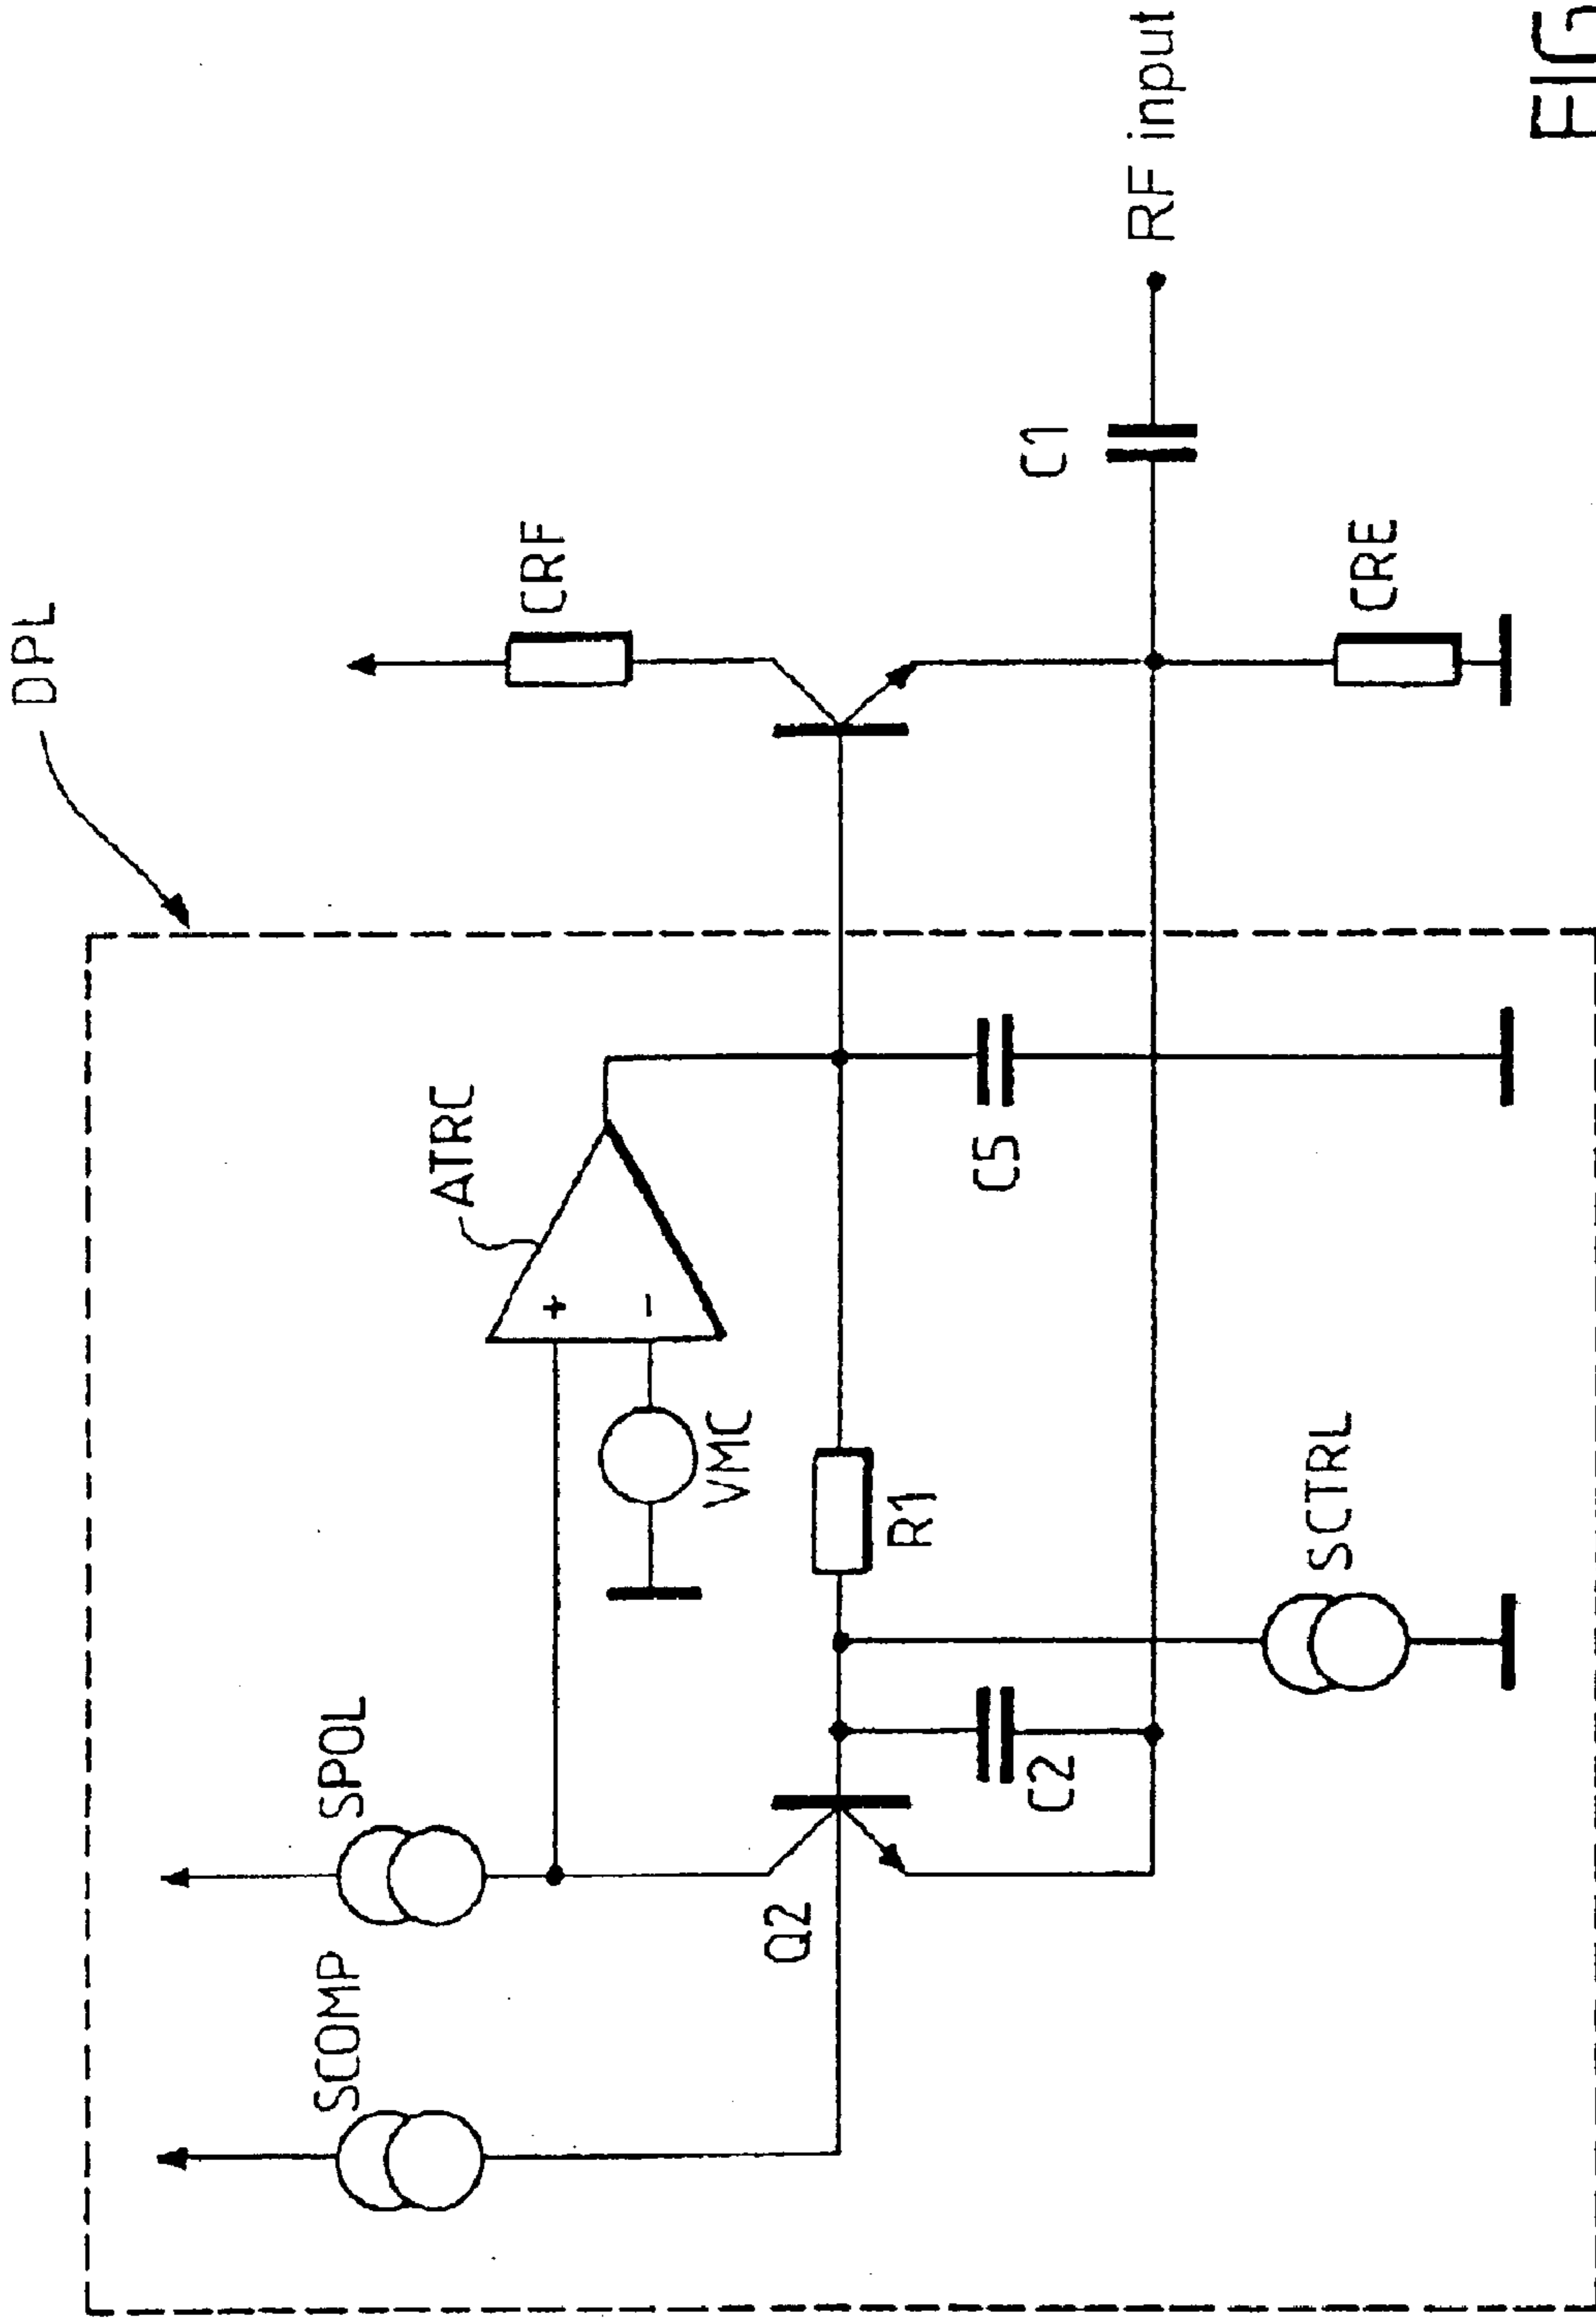 DPL
CRF
RF input
C1
CRE
ATRC
+
-
VMC
C5
R1
SPOL
SCOMP
Q2
C2
SCTRL
FIG